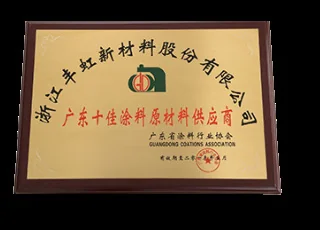 浙江丰虹新材料股份有限公司
广东十佳涂料原材料供应商
广东省涂料行业协会
GUANGDONG COATIONS ASSOCIATION